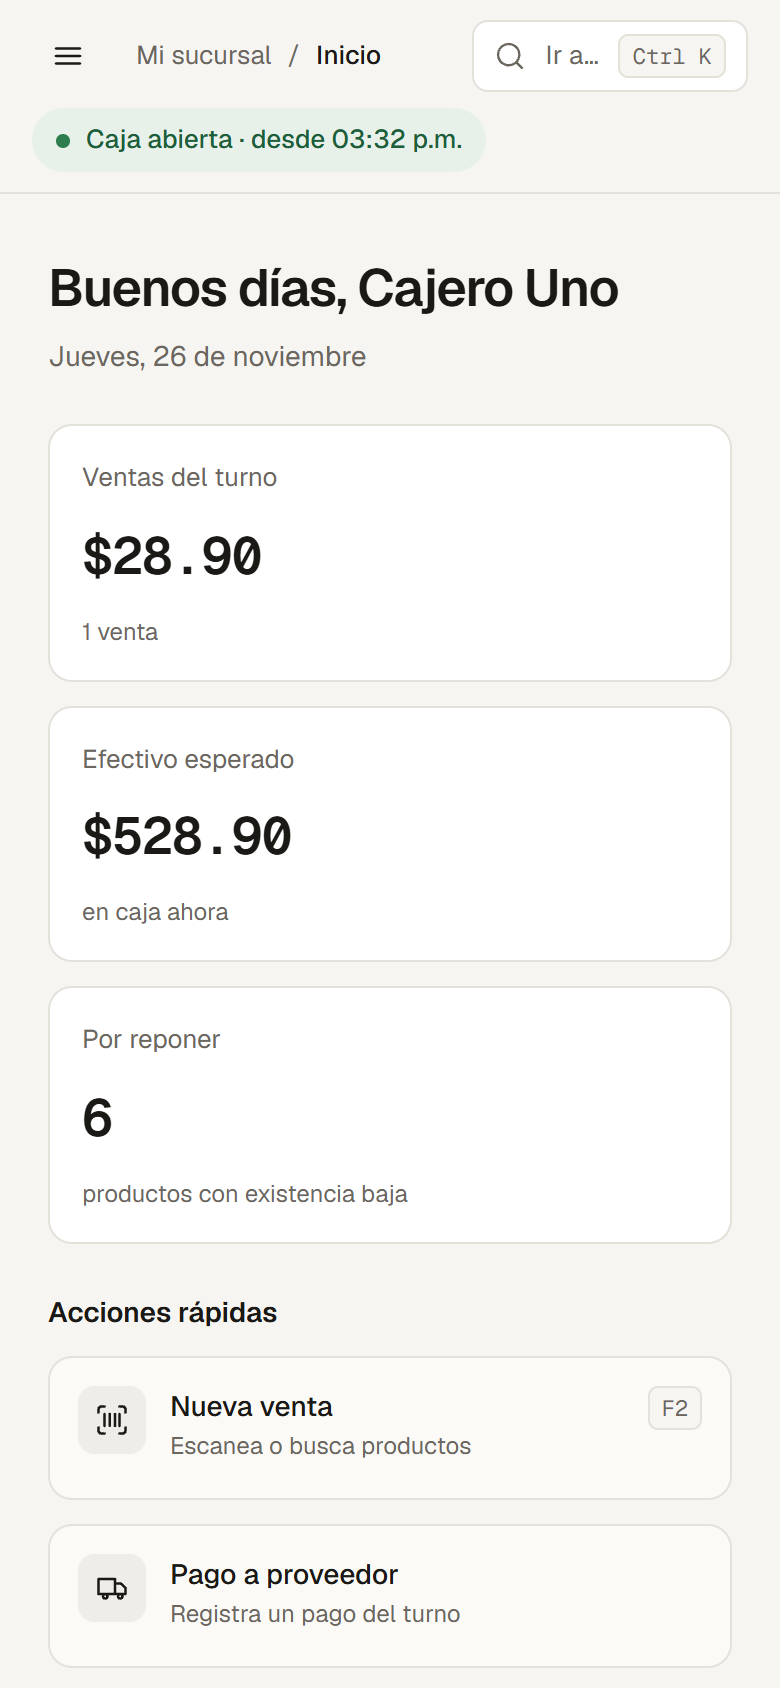 Mi sucursal / Inicio
Ir a... Ctrl K
Caja abierta · desde 03:32 p.m.
Buenos días, Cajero Uno
Jueves, 26 de noviembre
Ventas del turno
$28.90
1 venta
Efectivo esperado
$528.90
en caja ahora
Por reponer
6
productos con existencia baja
Acciones rápidas
Nueva venta F2
Escanea o busca productos
Pago a proveedor
Registra un pago del turno